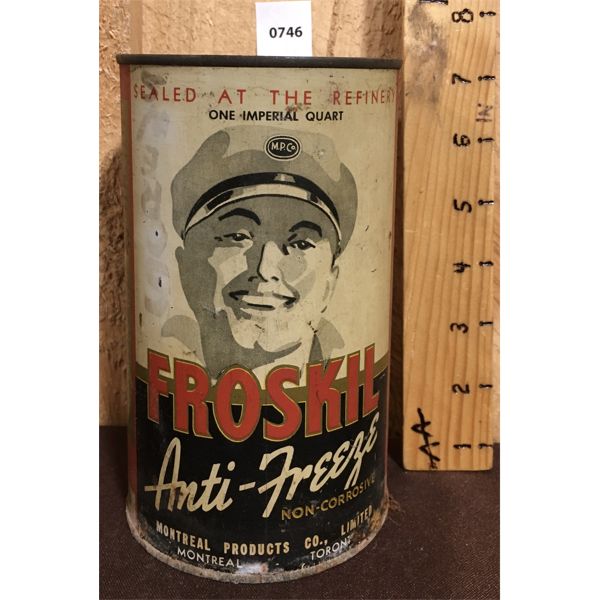 0746
SEALED AT THE REFINERY
ONE IMPERIAL QUART
M.P.Co
FROSKIL
Anti-Freeze
NON-CORROSIVE
MONTREAL PRODUCTS CO., LIMITED
MONTREAL TORONTO
8
7
6
IN
5
4
3
2
1
AA